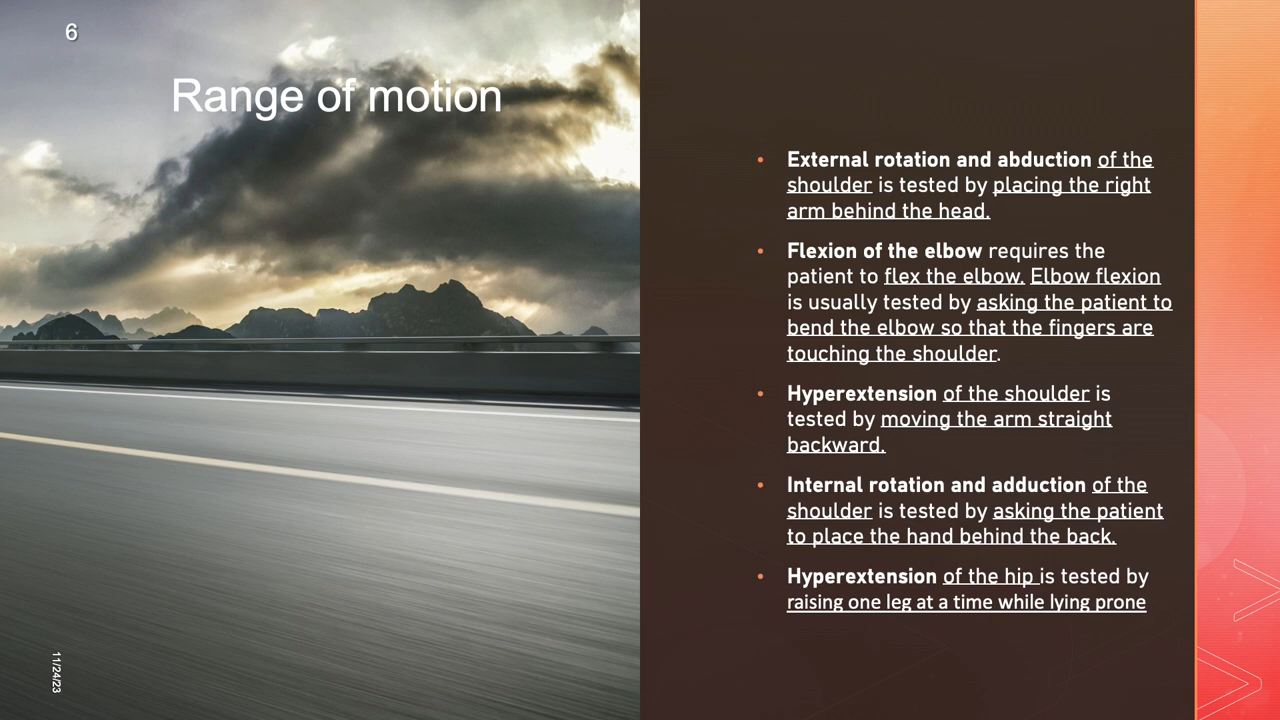 6
Range of motion
• External rotation and abduction of the
shoulder is tested by placing the right
arm behind the head.
• Flexion of the elbow requires the
patient to flex the elbow. Elbow flexion
is usually tested by asking the patient to
bend the elbow so that the fingers are
touching the shoulder.
• Hyperextension of the shoulder is
tested by moving the arm straight
backward.
• Internal rotation and adduction of the
shoulder is tested by asking the patient
to place the hand behind the back.
• Hyperextension of the hip is tested by
raising one leg at a time while lying prone
11/24/23